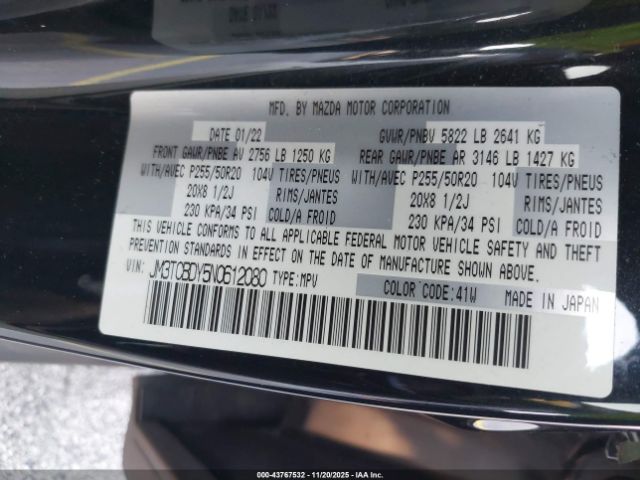 MFD. BY MAZDA MOTOR CORPORATION
DATE 01/22 GVWR/PNBV 5822 LB 2641 KG
FRONT GAWR/PNBE AV 2756 LB 1250 KG REAR GAWR/PNBE AR 3146 LB 1427 KG
WITH/AVEC P255/50R20 104V TIRES/PNEUS WITH/AVEC P255/50R20 104V TIRES/PNEUS
20X8 1/2J RIMS/JANTES 20X8 1/2J RIMS/JANTES
230 KPA/34 PSI COLD/A FROID 230 KPA/34 PSI COLD/A FROID
THIS VEHICLE CONFORMS TO ALL APPLICABLE FEDERAL MOTOR VEHICLE SAFETY AND THEFT
PREVENTION STANDARDS IN EFFECT ON THE DATE OF MANUFACTURE SHOWN ABOVE.
VIN: JM3TCBDY5N0612080 TYPE:MPV COLOR CODE:41W MADE IN JAPAN
000-43767532 - 11/20/2025 - IAA, Inc.